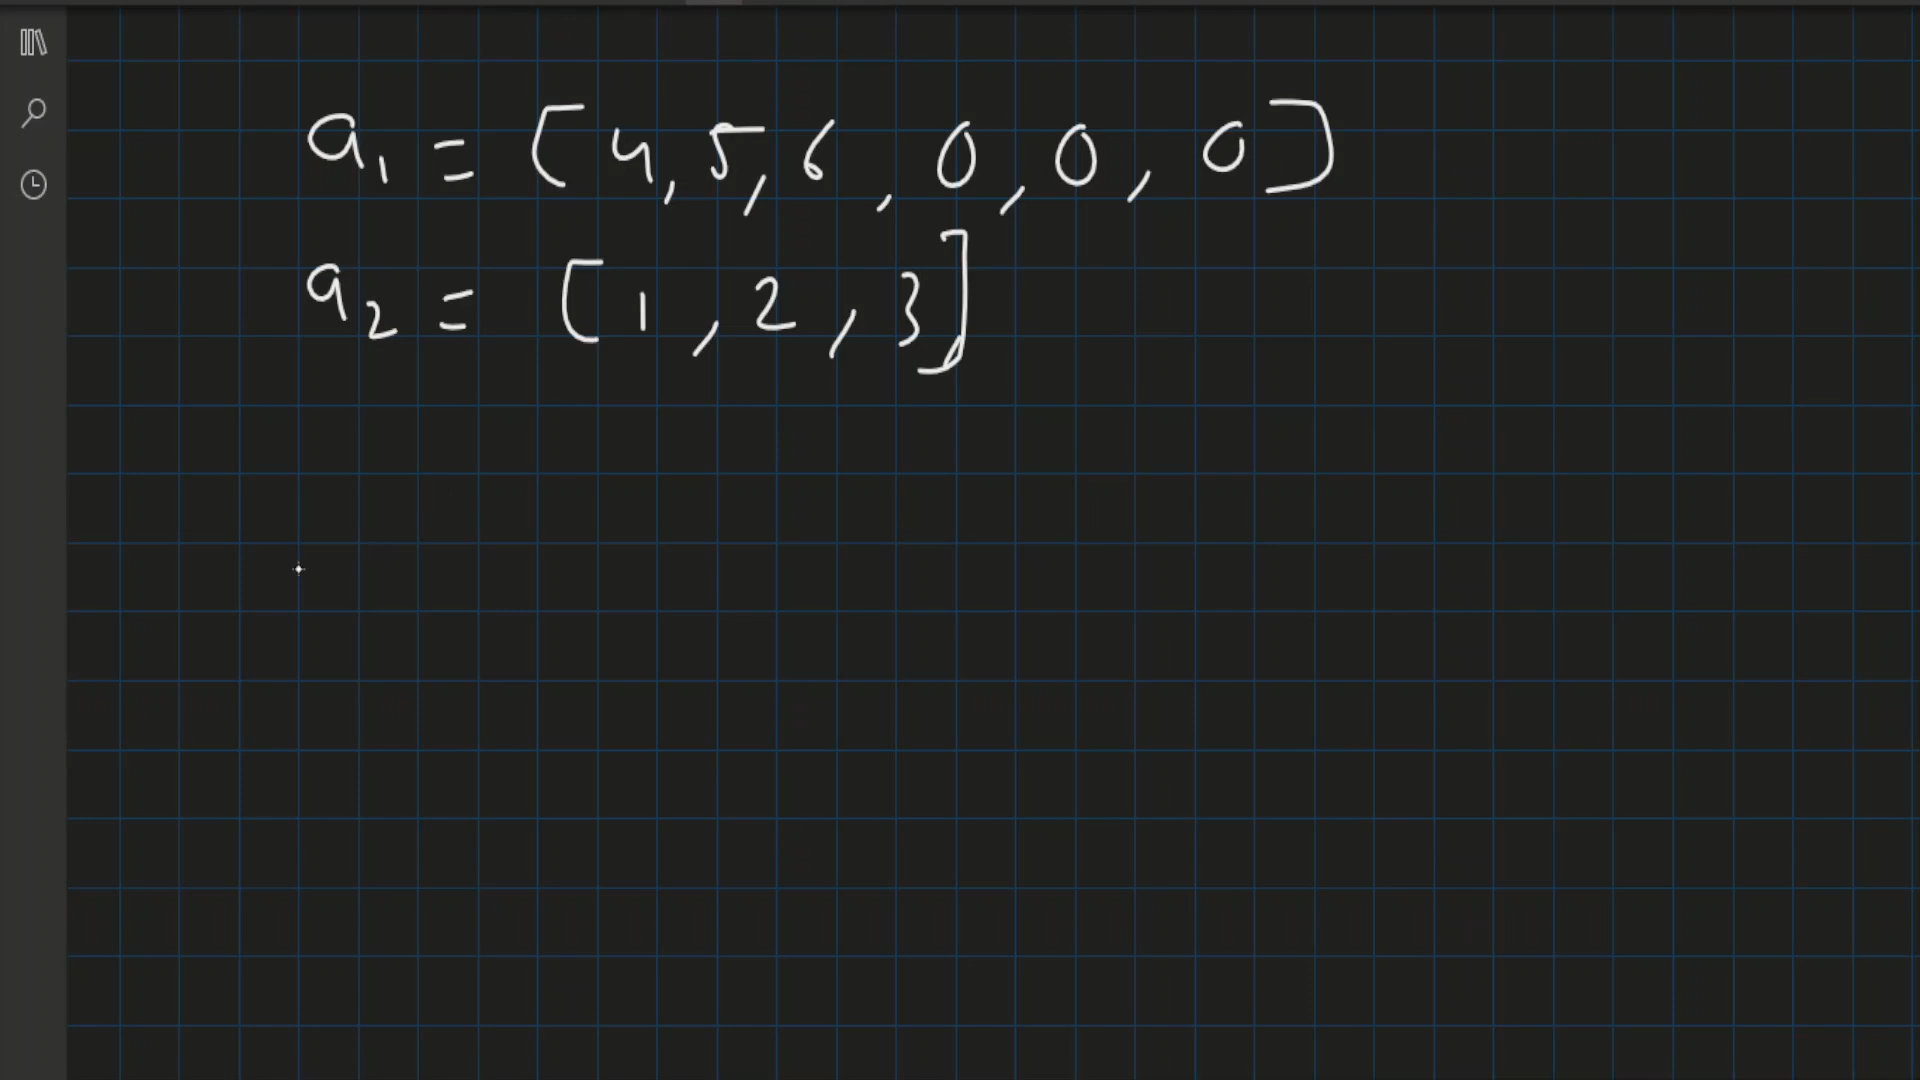 a₁ = [4, 5, 6, 0, 0, 0]
a₂ = [1, 2, 3]